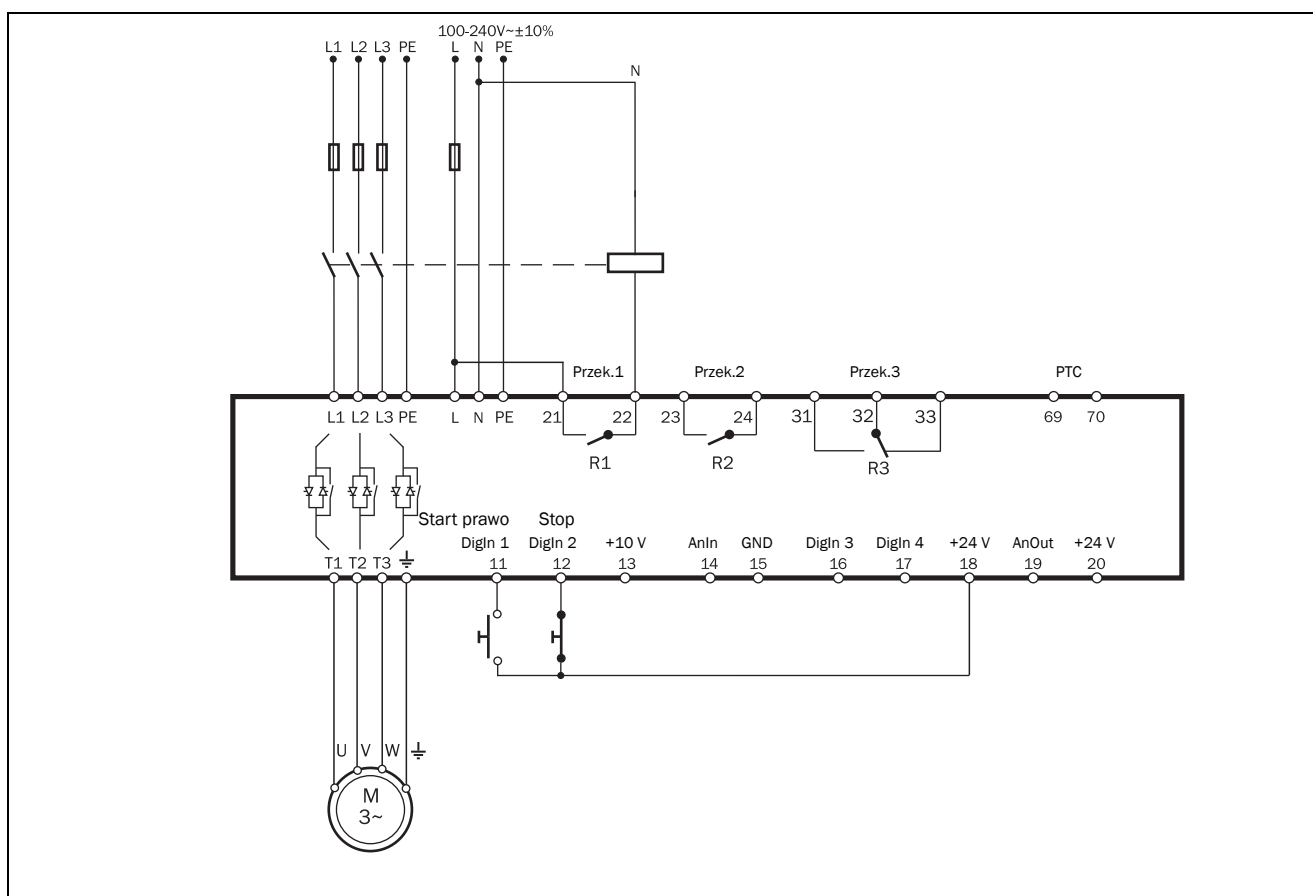 100-240V~±10%
L1 L2 L3 PE L N PE
N
Przek.1 Przek.2 Przek.3 PTC
L1 L2 L3 PE L N PE 21 22 23 24 31 32 33 69 70
R1 R2 R3
Start prawo Stop
DigIn 1 DigIn 2 +10 V AnIn GND DigIn 3 DigIn 4 +24 V AnOut +24 V
T1 T2 T3 11 12 13 14 15 16 17 18 19 20
U V W
M
3~